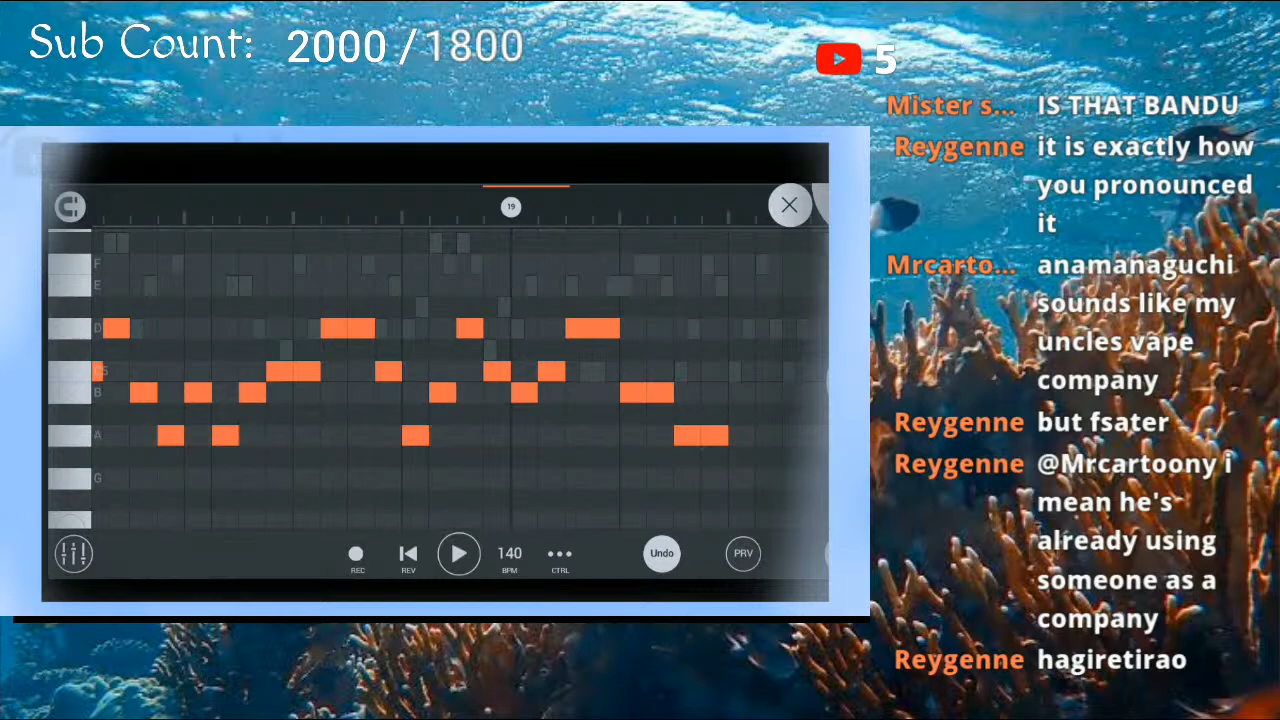 Sub Count: 2000 / 1800
5
Mister s... IS THAT BANDU
Reygenne it is exactly how
you pronounced
it
Mrcarto... anamanaguchi
sounds like my
uncles vape
company
Reygenne but fsater
Reygenne @Mrcartoony i
mean he's
already using
someone as a
company
Reygenne hagiretirao
19
F
E
D
C5
B
A
G
REC
REV
140
BPM
CTRL
Undo
PRV